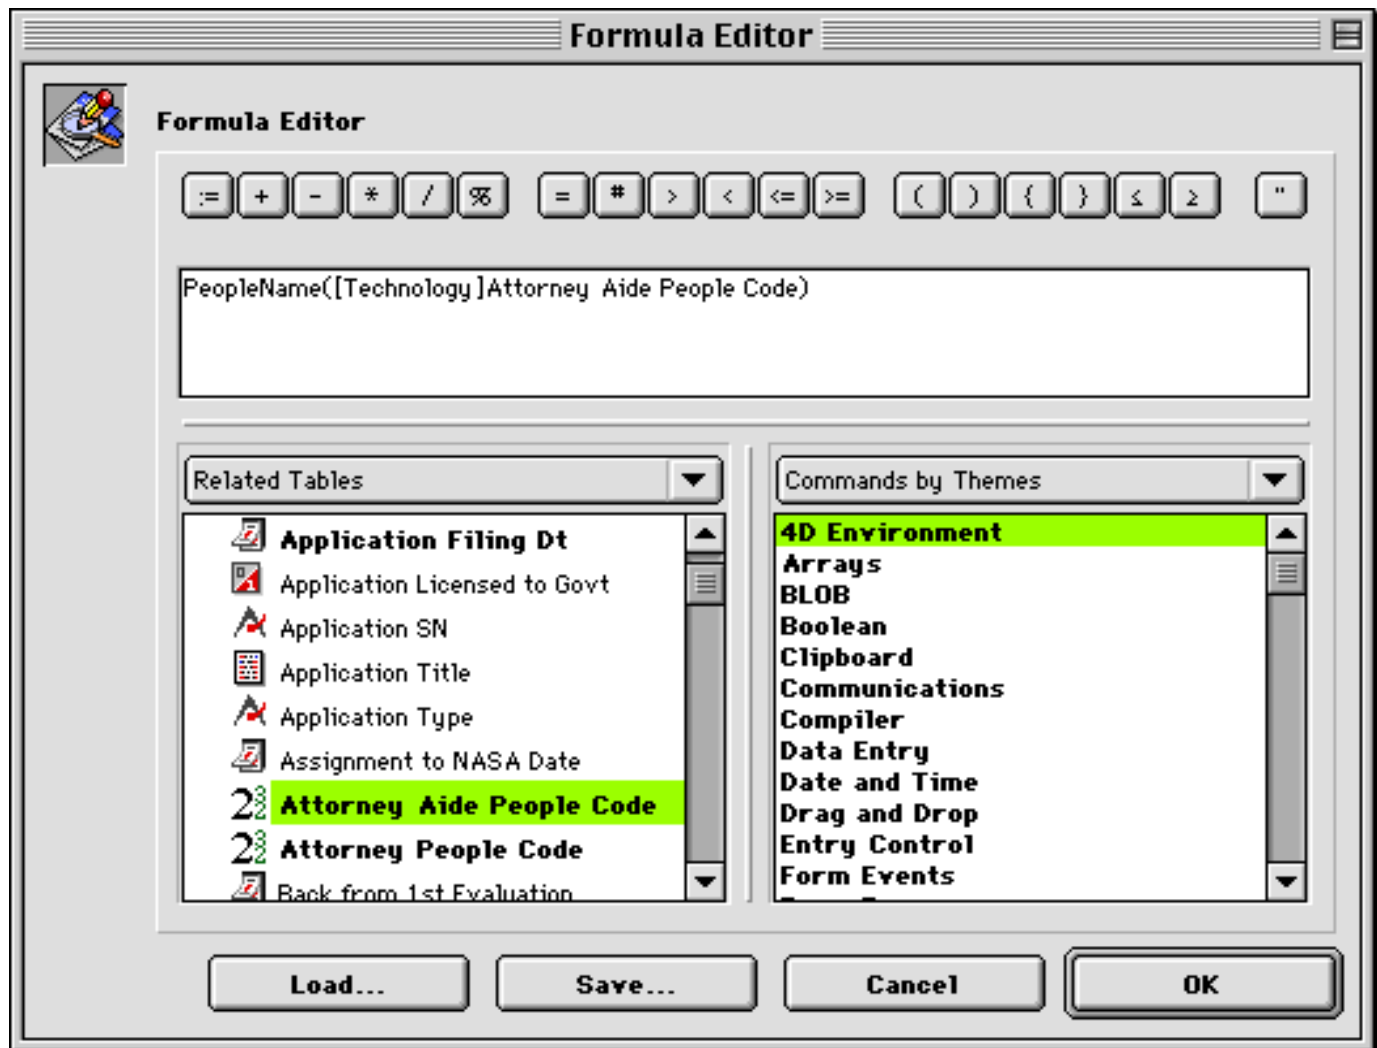 Formula Editor
Formula Editor
:= + - * / % = # > < <= >= ( ) { } ≤ ≥ "
PeopleName([Technology]Attorney Aide People Code)
Related Tables
Application Filing Dt
Application Licensed to Govt
Application SN
Application Title
Application Type
Assignment to NASA Date
Attorney Aide People Code
Attorney People Code
Back from 1st Evaluation
Commands by Themes
4D Environment
Arrays
BLOB
Boolean
Clipboard
Communications
Compiler
Data Entry
Date and Time
Drag and Drop
Entry Control
Form Events
Load... Save... Cancel OK